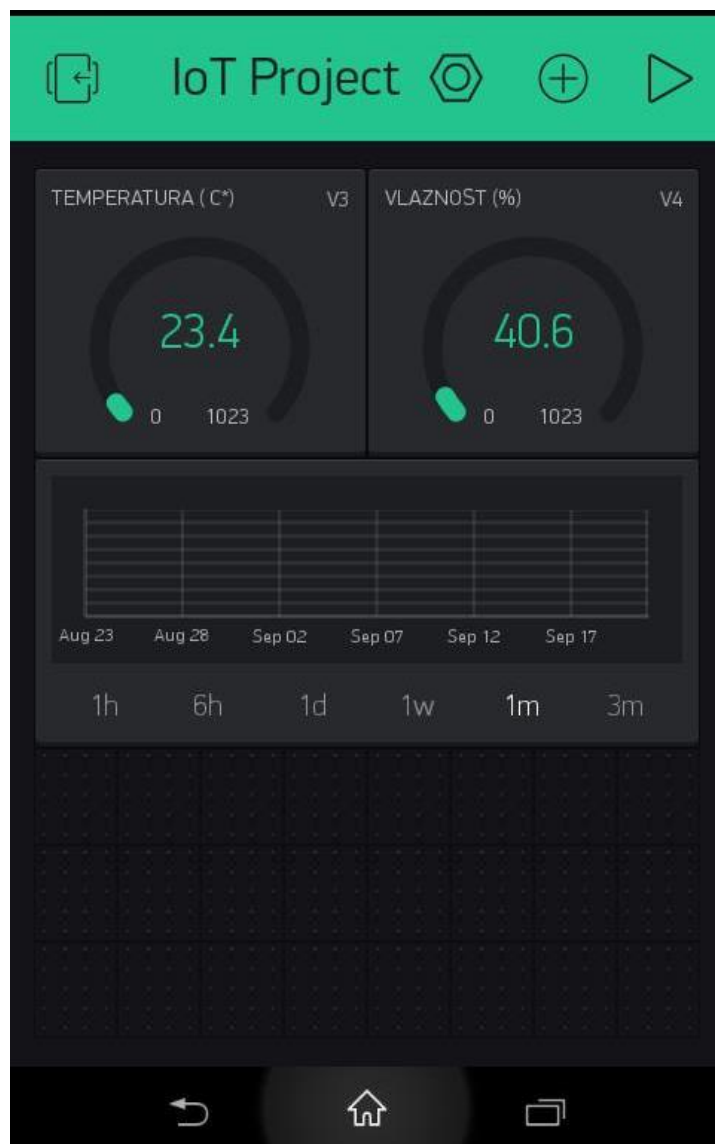 IoT Project
TEMPERATURA ( C*) V3
23.4
0 1023
VLAZNOST (%) V4
40.6
0 1023
Aug 23 Aug 28 Sep 02 Sep 07 Sep 12 Sep 17
1h 6h 1d 1w 1m 3m